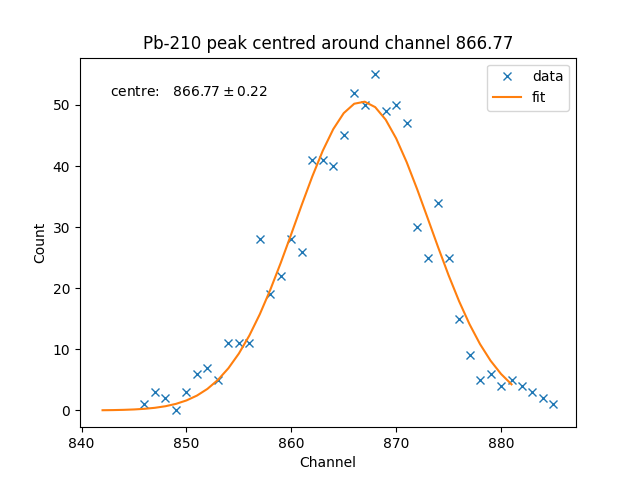 Pb-210 peak centred around channel 866.77
centre: 866.77 ± 0.22
data
fit
50
40
30
20
10
0
Count
840 850 860 870 880
Channel